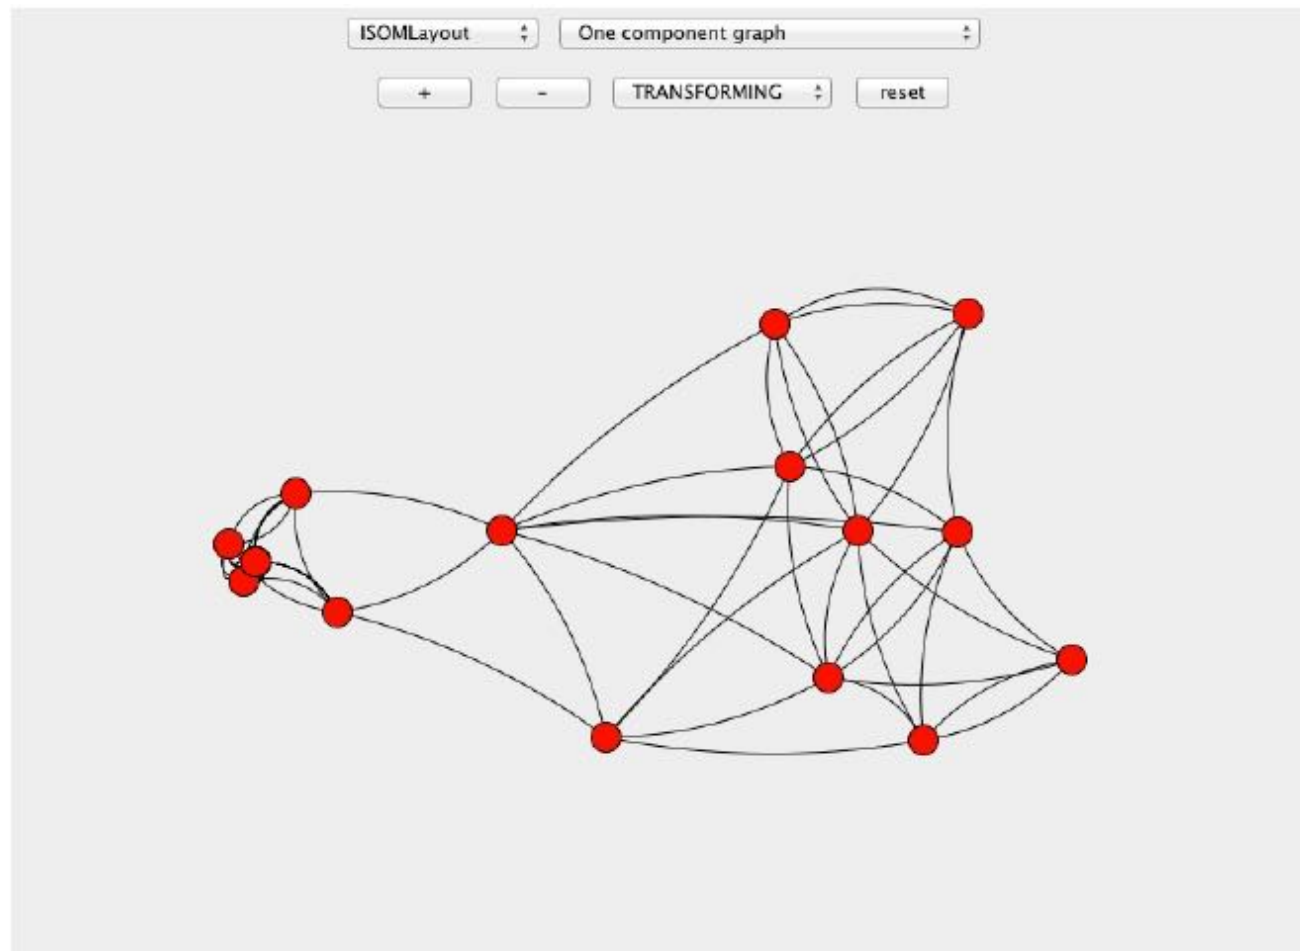 ISOMLayout One component graph
+ - TRANSFORMING reset